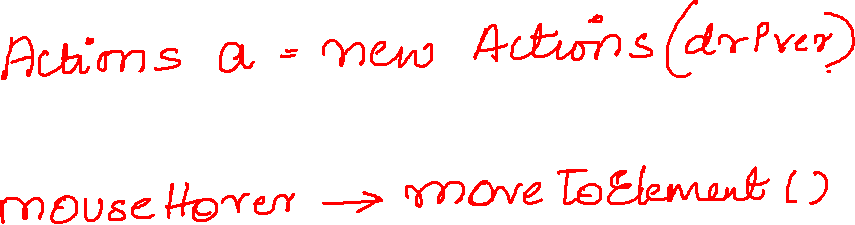 Actions a = new Actions(driver)
mouseHover → moveToElement()